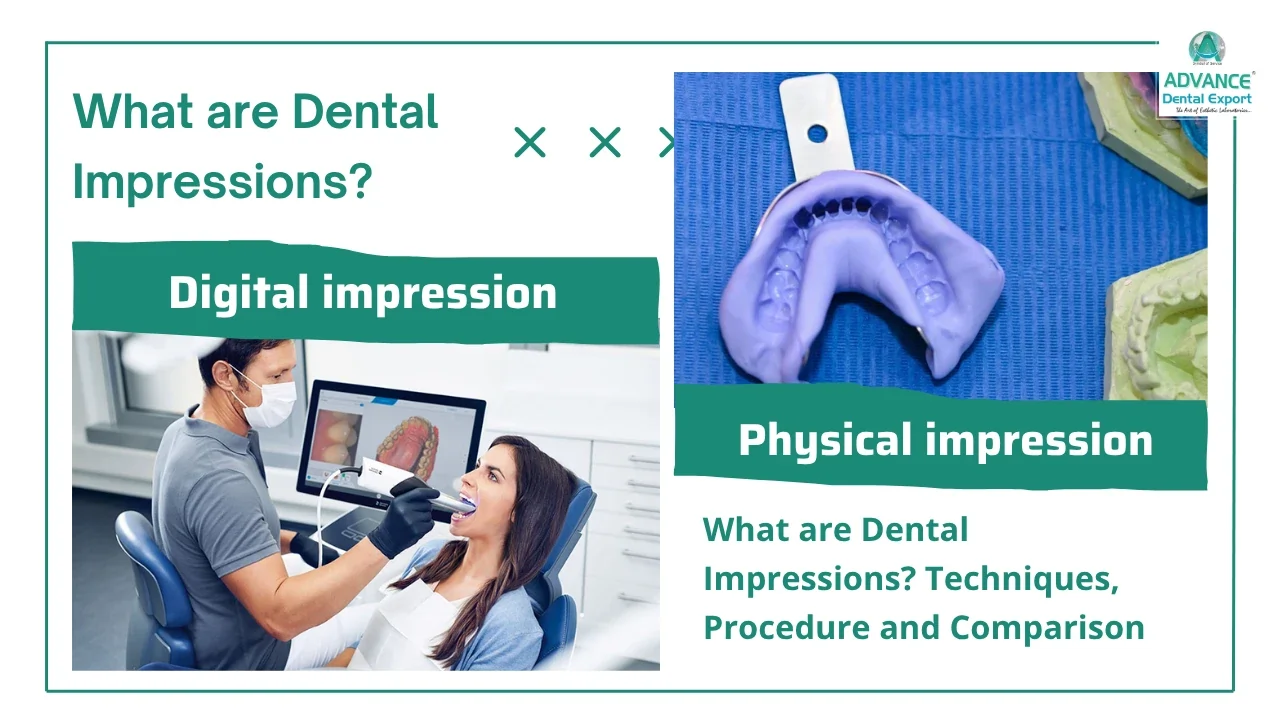 What are Dental
Impressions?
Digital impression
ADVANCE
Dental Export
The Art of Esthetic Laboratories...
Physical impression
What are Dental
Impressions? Techniques,
Procedure and Comparison